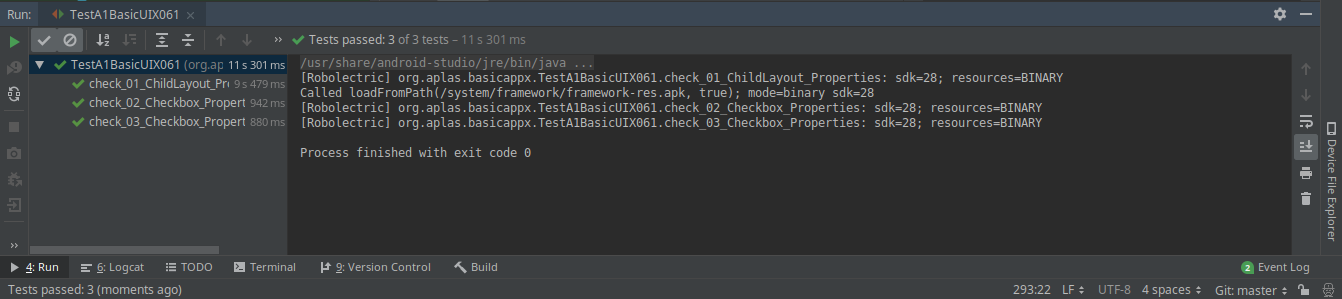 Run: TestA1BasicUIX061
Tests passed: 3 of 3 tests – 11 s 301 ms
TestA1BasicUIX061 (org.ap 11 s 301 ms
check_01_ChildLayout_Pr 9 s 479 ms
check_02_Checkbox_Propert 942 ms
check_03_Checkbox_Propert 880 ms
/usr/share/android-studio/jre/bin/java ...
[Robolectric] org.aplas.basicappx.TestA1BasicUIX061.check_01_ChildLayout_Properties: sdk=28; resources=BINARY
Called loadFromPath(/system/framework/framework-res.apk, true); mode=binary sdk=28
[Robolectric] org.aplas.basicappx.TestA1BasicUIX061.check_02_Checkbox_Properties: sdk=28; resources=BINARY
[Robolectric] org.aplas.basicappx.TestA1BasicUIX061.check_03_Checkbox_Properties: sdk=28; resources=BINARY
Process finished with exit code 0
Device File Explorer
4: Run 6: Logcat TODO Terminal 9: Version Control Build 2 Event Log
Tests passed: 3 (moments ago) 293:22 LF UTF-8 4 spaces Git: master